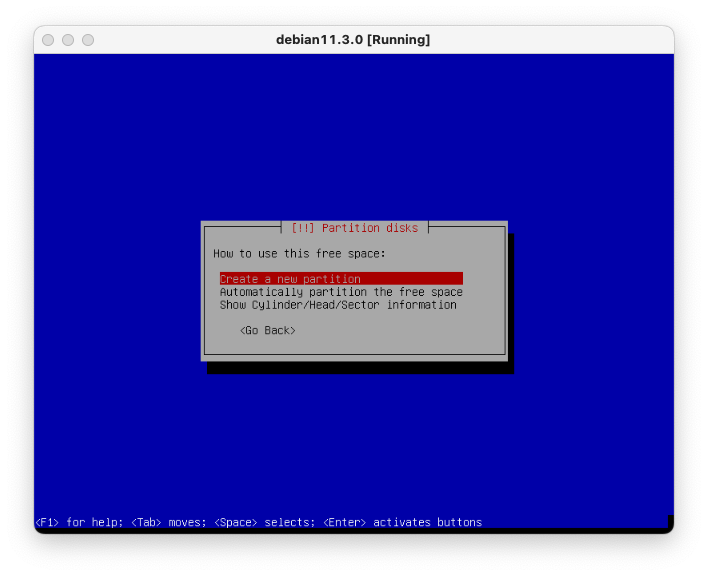 debian11.3.0 [Running]
[!!] Partition disks
How to use this free space:
Create a new partition
Automatically partition the free space
Show Cylinder/Head/Sector information
<Go Back>
<F1> for help; <Tab> moves; <Space> selects; <Enter> activates buttons